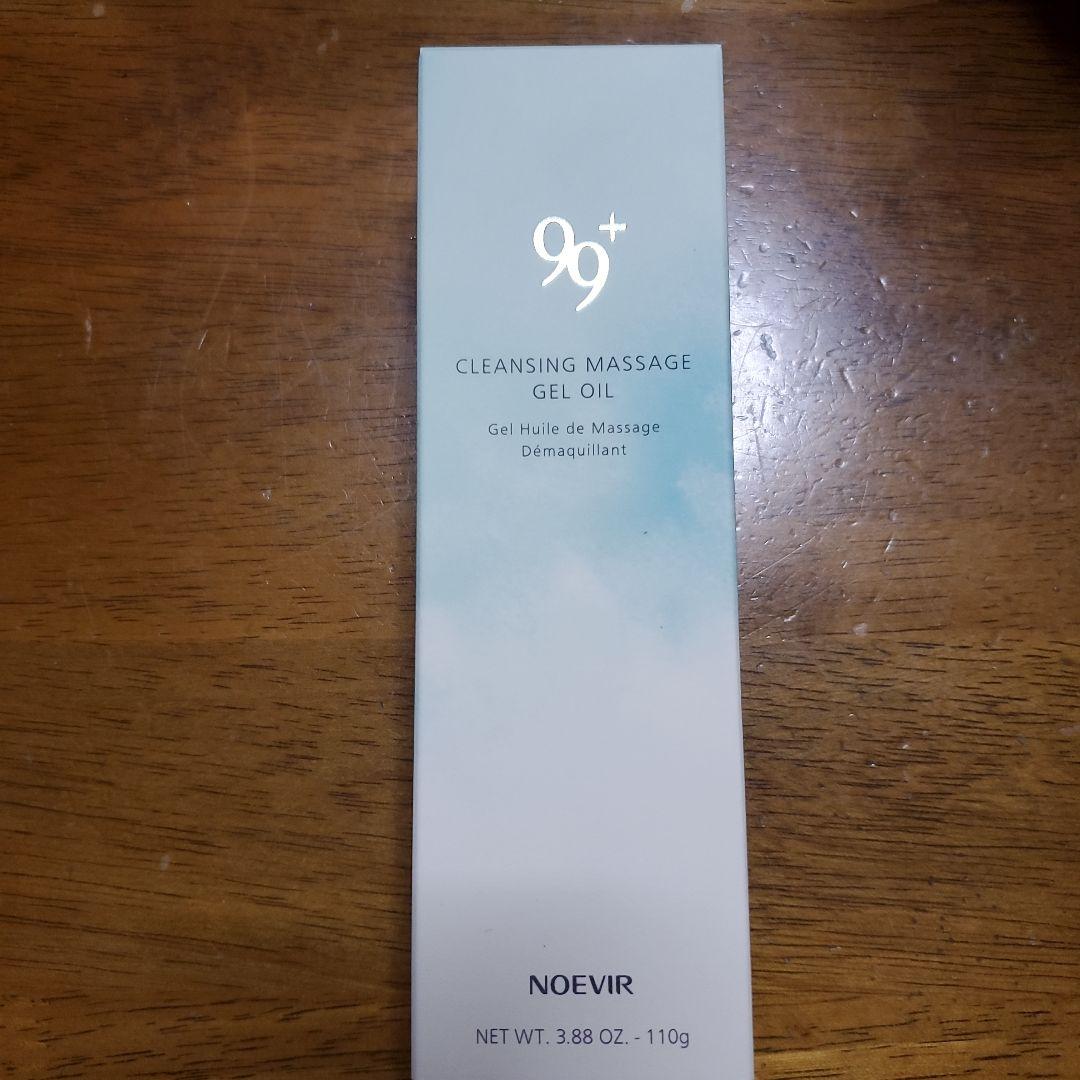 99+
CLEANSING MASSAGE
GEL OIL
Gel Huile de Massage
Démaquillant
NOEVIR
NET WT. 3.88 OZ. - 110g